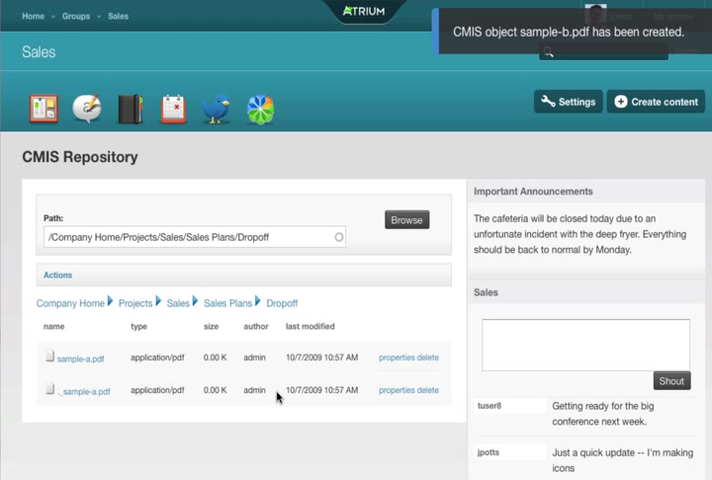 Home • Groups • Sales
ATRIUM
CMIS object sample-b.pdf has been created.
Sales
Settings
Create content
CMIS Repository
Path:
/Company Home/Projects/Sales/Sales Plans/Dropoff
Browse
Actions
Company Home Projects Sales Sales Plans Dropoff
name type size author last modified
sample-a.pdf application/pdf 0.00 K admin 10/7/2009 10:57 AM properties delete
._sample-a.pdf application/pdf 0.00 K admin 10/7/2009 10:57 AM properties delete
Important Announcements
The cafeteria will be closed today due to an
unfortunate incident with the deep fryer. Everything
should be back to normal by Monday.
Sales
Shout
tuser8 Getting ready for the big
conference next week.
jpotts Just a quick update -- I'm making
icons